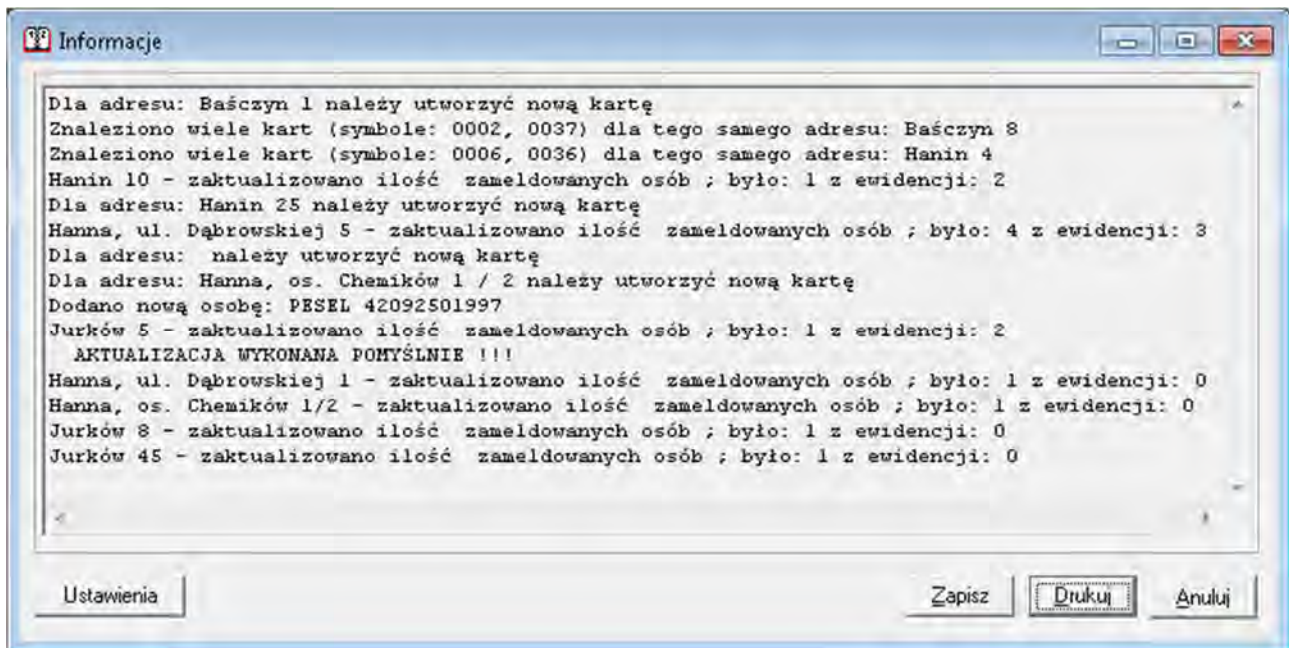 Informacje
Dla adresu: Baśczyn 1 należy utworzyć nową kartę
Znaleziono wiele kart (symbole: 0002, 0037) dla tego samego adresu: Baśczyn 8
Znaleziono wiele kart (symbole: 0006, 0036) dla tego samego adresu: Hanin 4
Hanin 10 - zaktualizowano ilość  zameldowanych osób ; było: 1 z ewidencji: 2
Dla adresu: Hanin 25 należy utworzyć nową kartę
Hanna, ul. Dąbrowskiej 5 - zaktualizowano ilość  zameldowanych osób ; było: 4 z ewidencji: 3
Dla adresu:  należy utworzyć nową kartę
Dla adresu: Hanna, os. Chemików 1 / 2 należy utworzyć nową kartę
Dodano nową osobę: PESEL 42092501997
Jurków 5 - zaktualizowano ilość  zameldowanych osób ; było: 1 z ewidencji: 2
AKTUALIZACJA WYKONANA POMYŚLNIE !!!
Hanna, ul. Dąbrowskiej 1 - zaktualizowano ilość  zameldowanych osób ; było: 1 z ewidencji: 0
Hanna, os. Chemików 1/2 - zaktualizowano ilość  zameldowanych osób ; było: 1 z ewidencji: 0
Jurków 8 - zaktualizowano ilość  zameldowanych osób ; było: 1 z ewidencji: 0
Jurków 45 - zaktualizowano ilość  zameldowanych osób ; było: 1 z ewidencji: 0
Ustawienia Zapisz Drukuj Anuluj